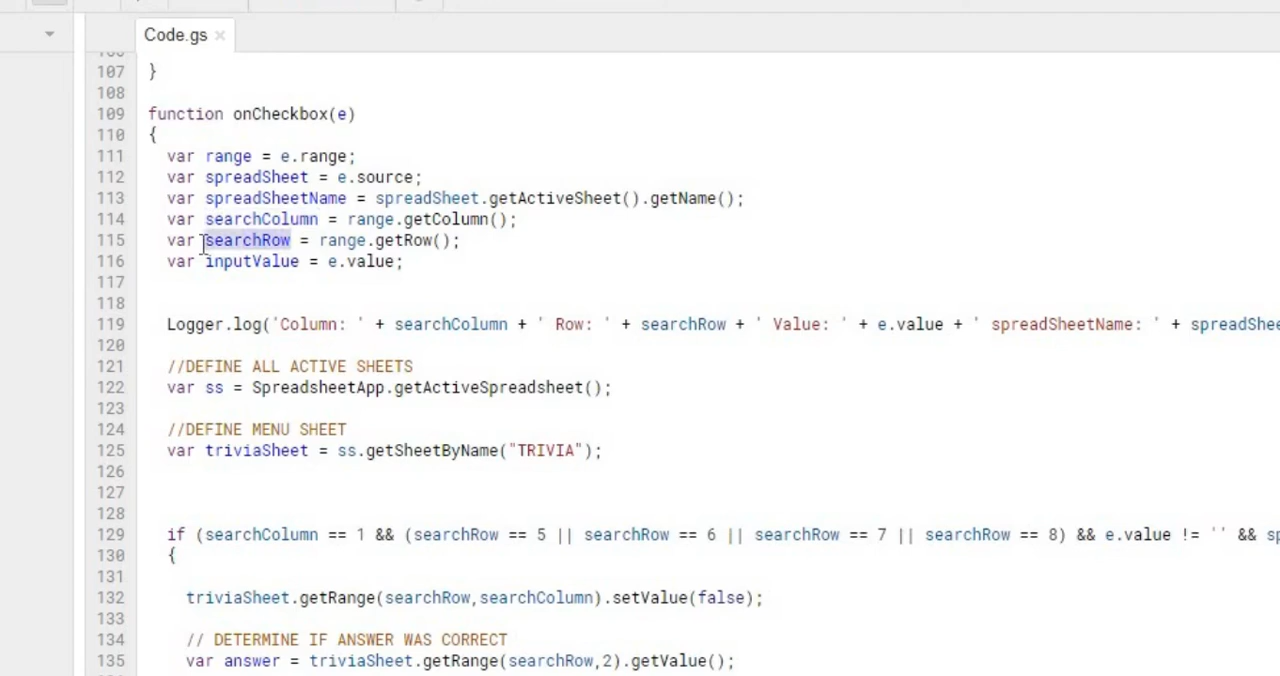 Code.gs ×
107 }
108
109 function onCheckbox(e)
110 {
111 var range = e.range;
112 var spreadSheet = e.source;
113 var spreadSheetName = spreadSheet.getActiveSheet().getName();
114 var searchColumn = range.getColumn();
115 var searchRow = range.getRow();
116 var inputValue = e.value;
117
118
119 Logger.log('Column: ' + searchColumn + ' Row: ' + searchRow + ' Value: ' + e.value + ' spreadSheetName: ' + spreadShee
120
121 //DEFINE ALL ACTIVE SHEETS
122 var ss = SpreadsheetApp.getActiveSpreadsheet();
123
124 //DEFINE MENU SHEET
125 var triviaSheet = ss.getSheetByName("TRIVIA");
126
127
128
129 if (searchColumn == 1 && (searchRow == 5 || searchRow == 6 || searchRow == 7 || searchRow == 8) && e.value != '' && sp
130 {
131
132 triviaSheet.getRange(searchRow,searchColumn).setValue(false);
133
134 // DETERMINE IF ANSWER WAS CORRECT
135 var answer = triviaSheet.getRange(searchRow,2).getValue();